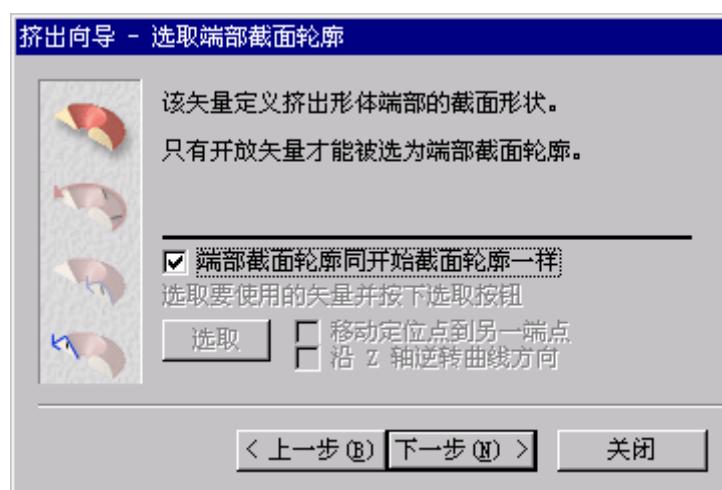 挤出向导 - 选取端部截面轮廓
该矢量定义挤出形体端部的截面形状。
只有开放矢量才能被选为端部截面轮廓。
端部截面轮廓同开始截面轮廓一样
选取要使用的矢量并按下选取按钮
选取
移动定位点到另一端点
沿 Z 轴逆转曲线方向
< 上一步(B) 下一步(N) > 关闭